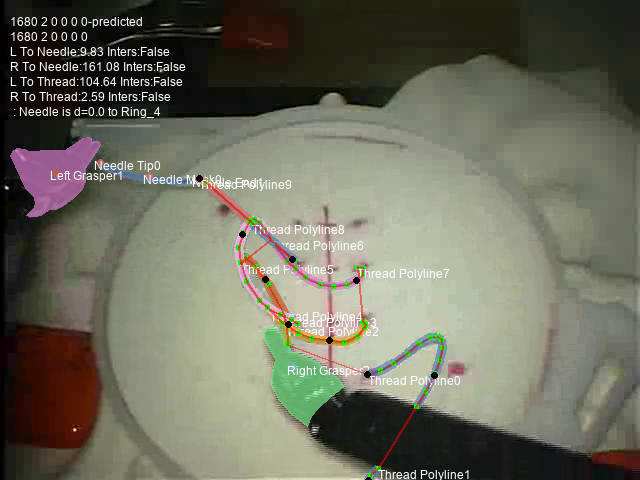 1680 2 0 0 0 0-predicted
1680 2 0 0 0 0
L To Needle:9.83 Inters:False
R To Needle:161.08 Inters:False
L To Thread:104.64 Inters:False
R To Thread:2.59 Inters:False
: Needle is d=0.0 to Ring_4
Needle Tip0
Left Grasper1
Thread Polyline9
Thread Polyline8
Thread Polyline6
Thread Polyline5
Thread Polyline7
Thread Polyline4
Thread Polyline2
Right Grasper
Thread Polyline0
Thread Polyline1